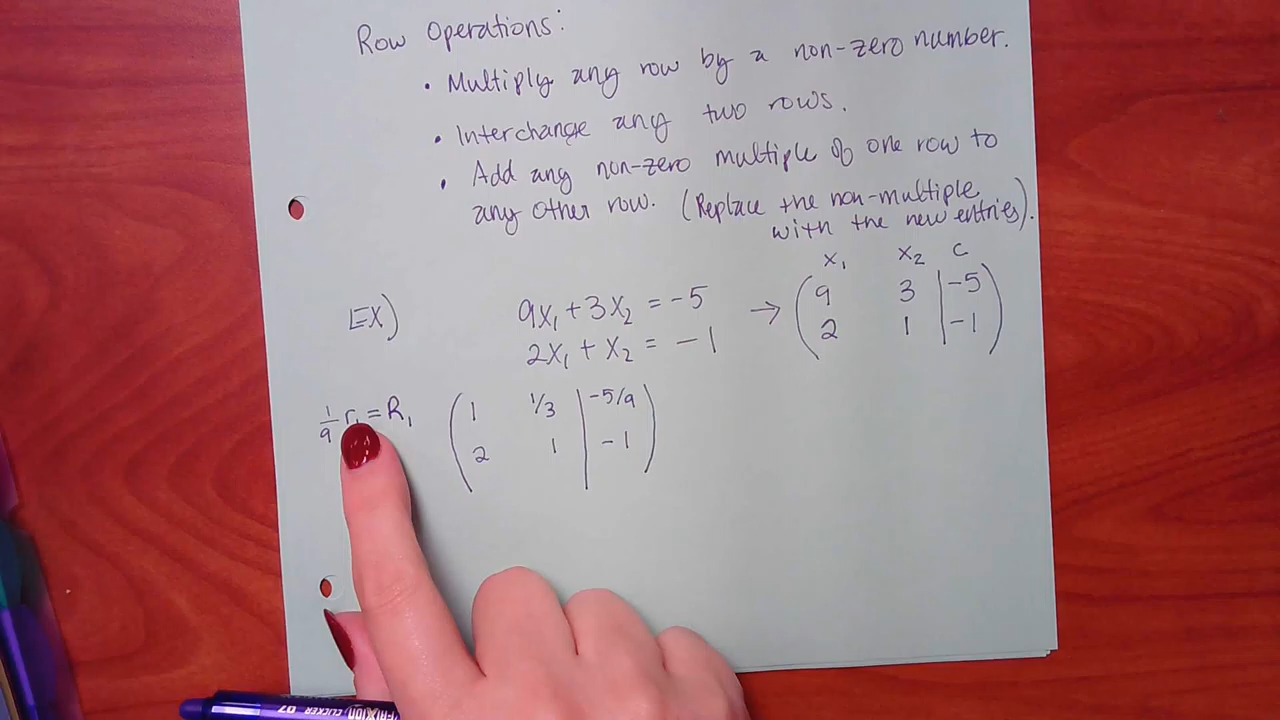 Row Operations:
• Multiply any row by a non-zero number.
• Interchange any two rows.
• Add any non-zero multiple of one row to
any other row. (Replace the non-multiple
with the new entries).
x₁ x₂ c
EX) 9x₁ + 3x₂ = -5 → ( 9 3 | -5 )
2x₁ + x₂ = -1 ( 2 1 | -1 )
1/9 r₁ = R₁ ( 1 1/3 | -5/9 )
( 2 1 | -1 )
FRIXION CLICKER 07